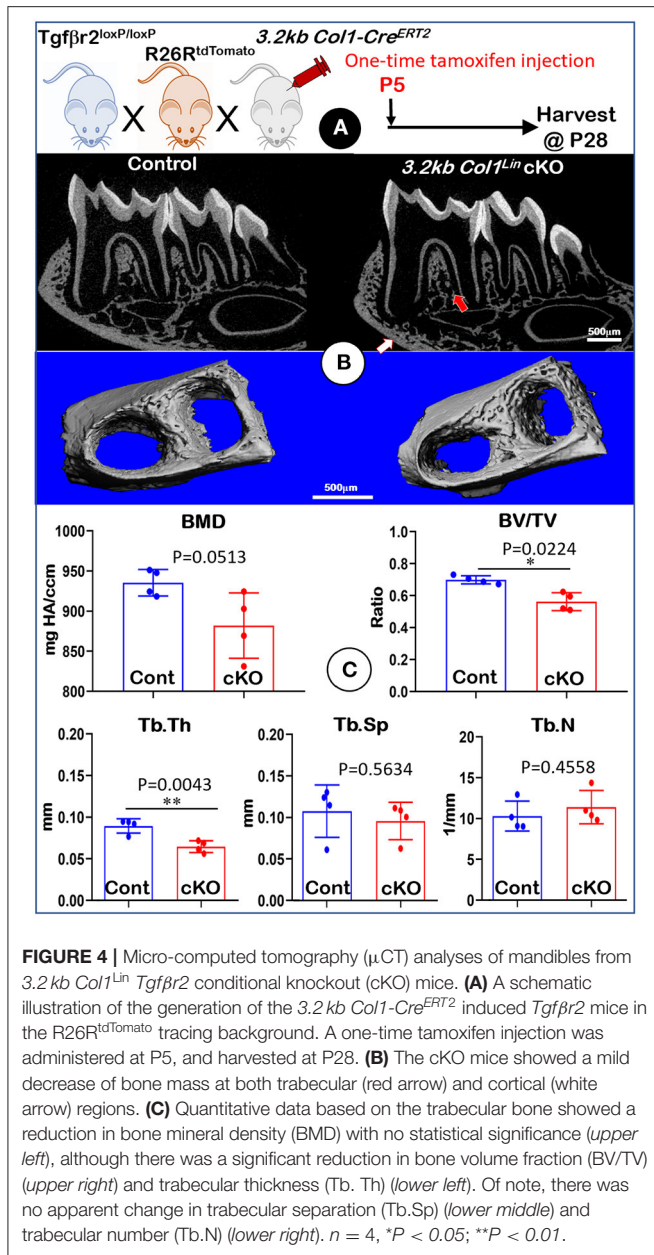 Tgfβr2loxP/loxP
R26RtdTomato
3.2kb Col1-CreERT2
One-time tamoxifen injection
P5
X X
A
Harvest
@ P28
Control
3.2kb Col1Lin cKO
500μm
B
500μm
BMD
1000
950
900
850
800
mg HA/ccm
P=0.0513
Cont
cKO
BV/TV
1.0
0.8
0.6
0.4
0.2
0.0
Ratio
P=0.0224
*
Cont
cKO
C
Tb.Th
0.20
0.15
0.10
0.05
0.00
mm
P=0.0043
**
Cont
cKO
Tb.Sp
0.20
0.15
0.10
0.05
0.00
mm
P=0.5634
Cont
cKO
Tb.N
20
15
10
5
0
1/mm
P=0.4558
Cont
cKO
FIGURE 4 | Micro-computed tomography (μCT) analyses of mandibles from
3.2 kb Col1Lin Tgfβr2 conditional knockout (cKO) mice. (A) A schematic
illustration of the generation of the 3.2 kb Col1-CreERT2 induced Tgfβr2 mice in
the R26RtdTomato tracing background. A one-time tamoxifen injection was
administered at P5, and harvested at P28. (B) The cKO mice showed a mild
decrease of bone mass at both trabecular (red arrow) and cortical (white
arrow) regions. (C) Quantitative data based on the trabecular bone showed a
reduction in bone mineral density (BMD) with no statistical significance (upper
left), although there was a significant reduction in bone volume fraction (BV/TV)
(upper right) and trabecular thickness (Tb. Th) (lower left). Of note, there was
no apparent change in trabecular separation (Tb.Sp) (lower middle) and
trabecular number (Tb.N) (lower right). n = 4, *P < 0.05; **P < 0.01.